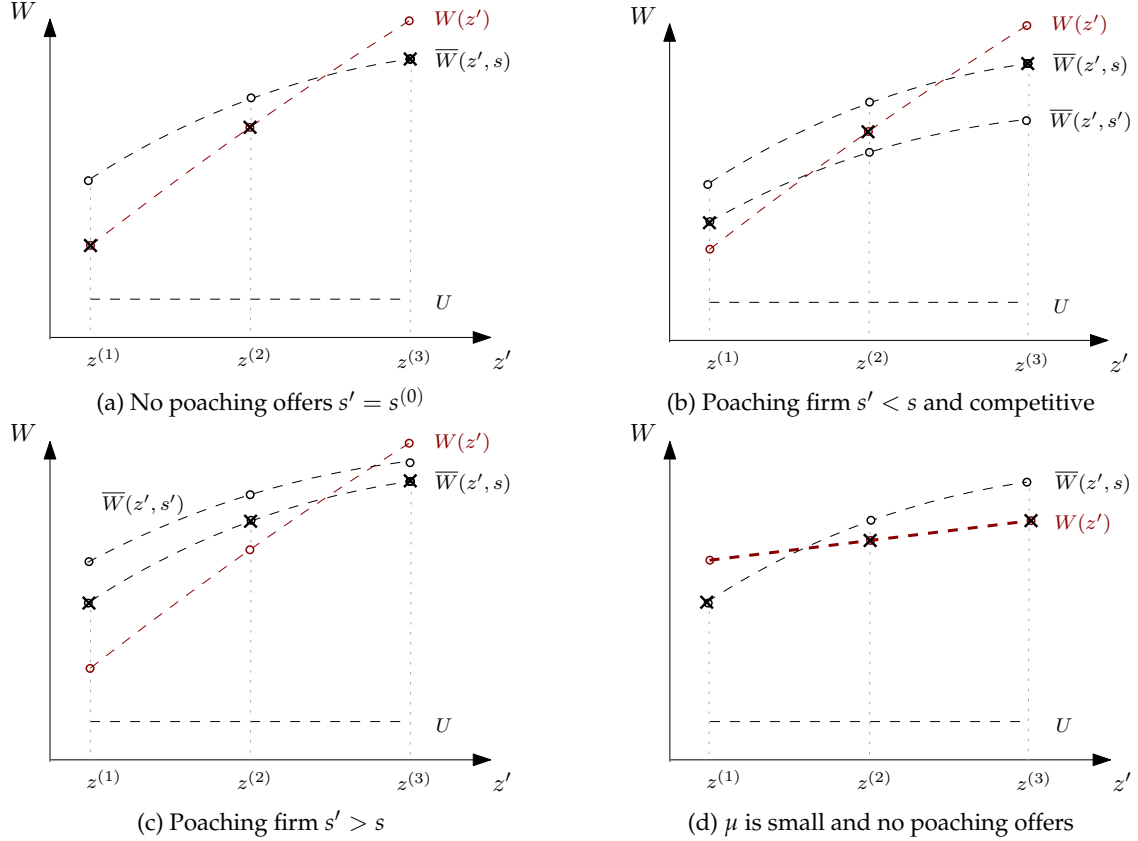 W
W(z′)
W̅(z′, s)
U
z⁽¹⁾ z⁽²⁾ z⁽³⁾ z′
(a) No poaching offers s′ = s⁽⁰⁾
W
W(z′)
W̅(z′, s)
W̅(z′, s′)
U
z⁽¹⁾ z⁽²⁾ z⁽³⁾ z′
(b) Poaching firm s′ < s and competitive
W
W(z′)
W̅(z′, s)
W̅(z′, s′)
U
z⁽¹⁾ z⁽²⁾ z⁽³⁾ z′
(c) Poaching firm s′ > s
W
W̅(z′, s)
W(z′)
U
z⁽¹⁾ z⁽²⁾ z⁽³⁾ z′
(d) μ is small and no poaching offers